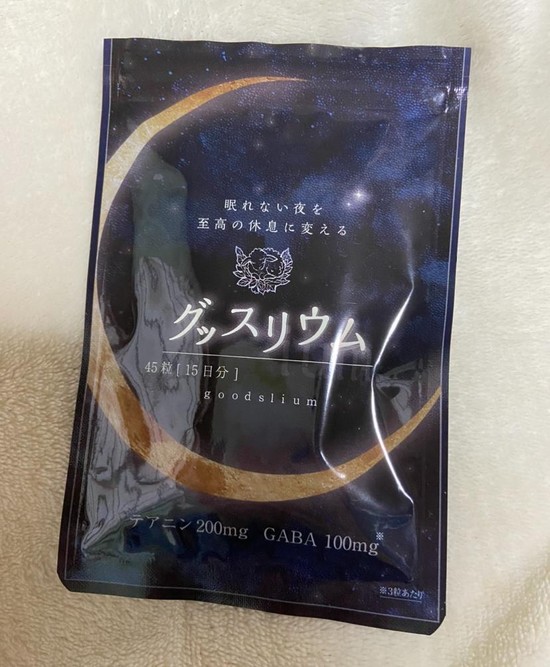 眠れない夜を
至高の休息に変える
グッスリウム
45粒[15日分]
goodslium
テアニン200mg GABA 100mg※
※3粒あたり